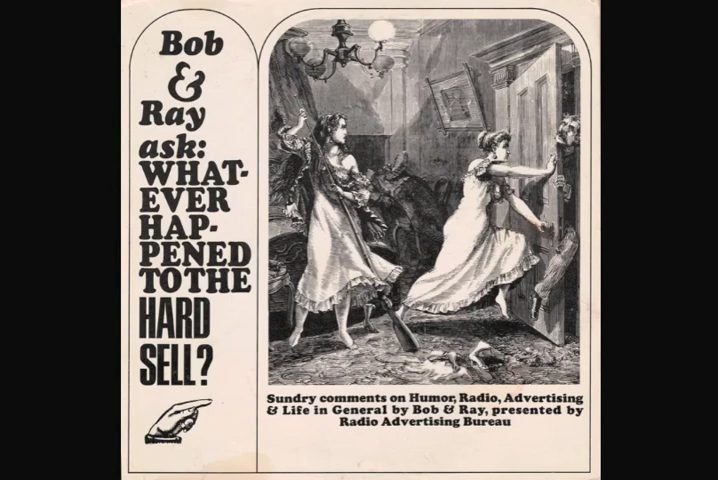 Bob
&
Ray
ask:
WHAT-
EVER
HAP-
PENED
TO THE
HARD
SELL?
Sundry comments on Humor, Radio, Advertising
& Life in General by Bob & Ray, presented by
Radio Advertising Bureau